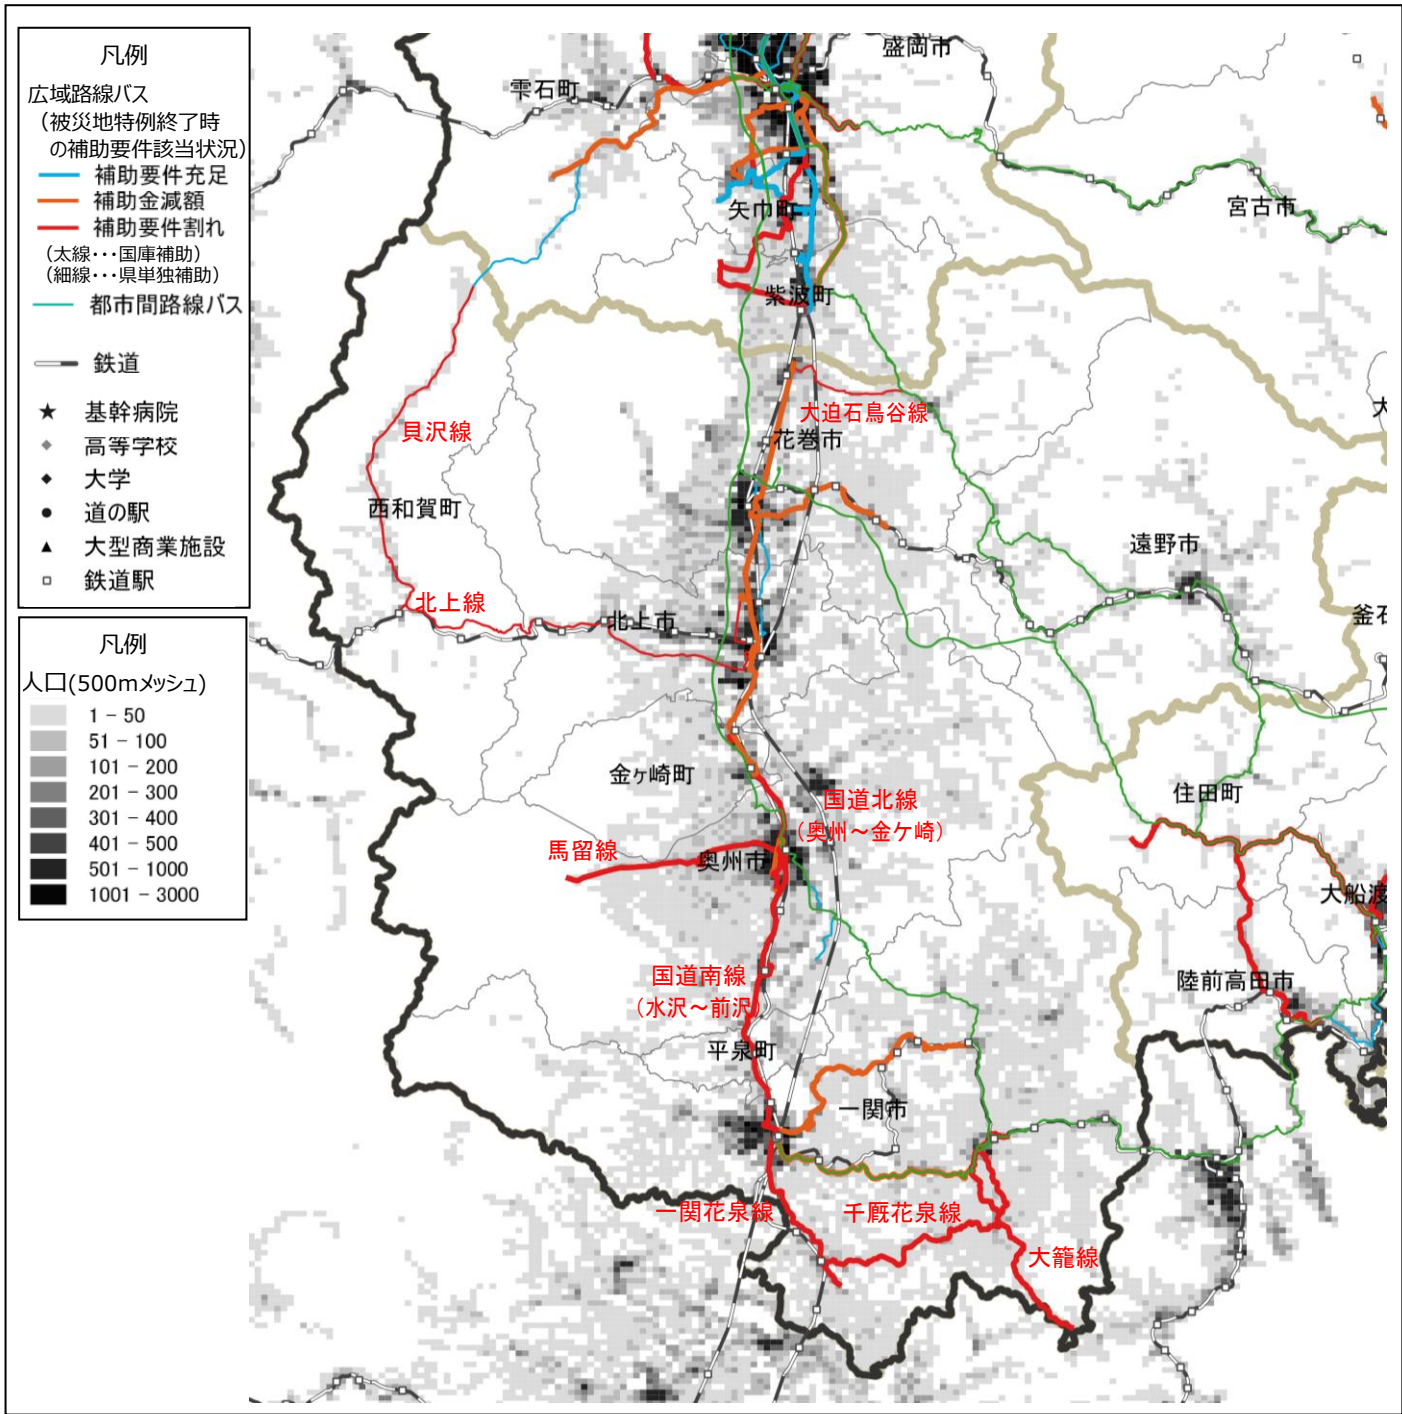 凡例
広域路線バス
（被災地特例終了時
の補助要件該当状況）
補助要件充足
補助金減額
補助要件割れ
（太線・・・国庫補助）
（細線・・・県単独補助）
都市間路線バス
鉄道
基幹病院
高等学校
大学
道の駅
大型商業施設
鉄道駅
凡例
人口(500mメッシュ)
1 － 50
51 － 100
101 － 200
201 － 300
301 － 400
401 － 500
501 － 1000
1001 － 3000
盛岡市
雫石町
矢巾町
宮古市
紫波町
大迫石鳥谷線
大
貝沢線
花巻市
西和賀町
遠野市
北上線
北上市
釜石
金ヶ崎町
国道北線
（奥州～金ケ崎）
住田町
馬留線
奥州市
大船渡
国道南線
（水沢～前沢）
陸前高田市
平泉町
一関市
一関花泉線
千厩花泉線
大籠線